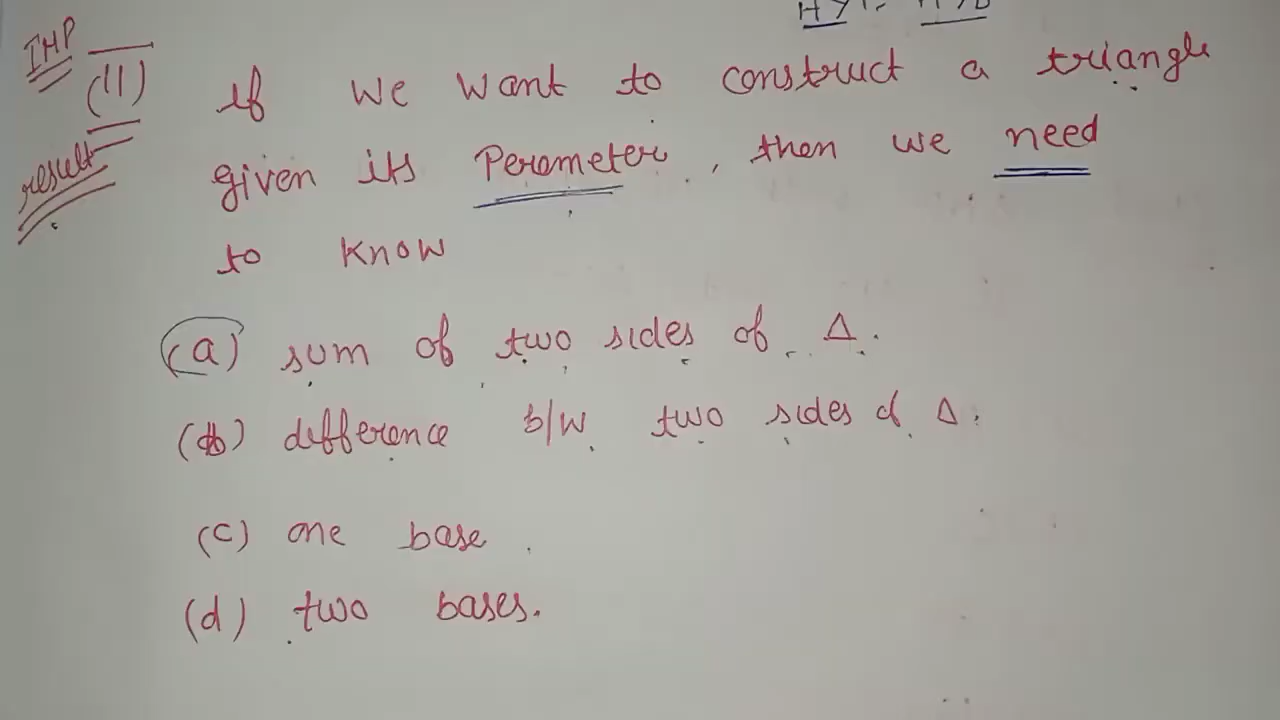 IMP
(11) If we want to construct a triangle
result
given its Peremeter, then we need
to know
(a) sum of two sides of Δ.
(b) difference b/w two sides of Δ.
(c) one base.
(d) two bases.